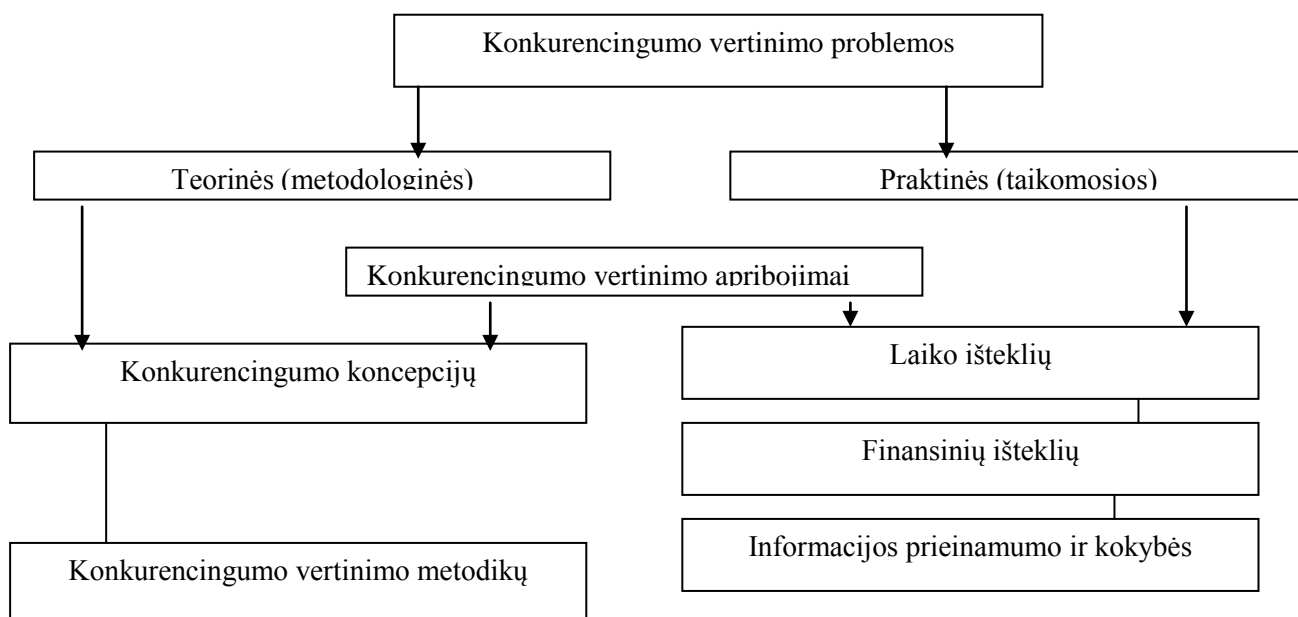 Konkurencingumo vertinimo problemos
Teorinės (metodologinės)
Praktinės (taikomosios)
Konkurencingumo vertinimo apribojimai
Konkurencingumo koncepcijų
Laiko išteklių
Finansinių išteklių
Konkurencingumo vertinimo metodikų
Informacijos prieinamumo ir kokybės